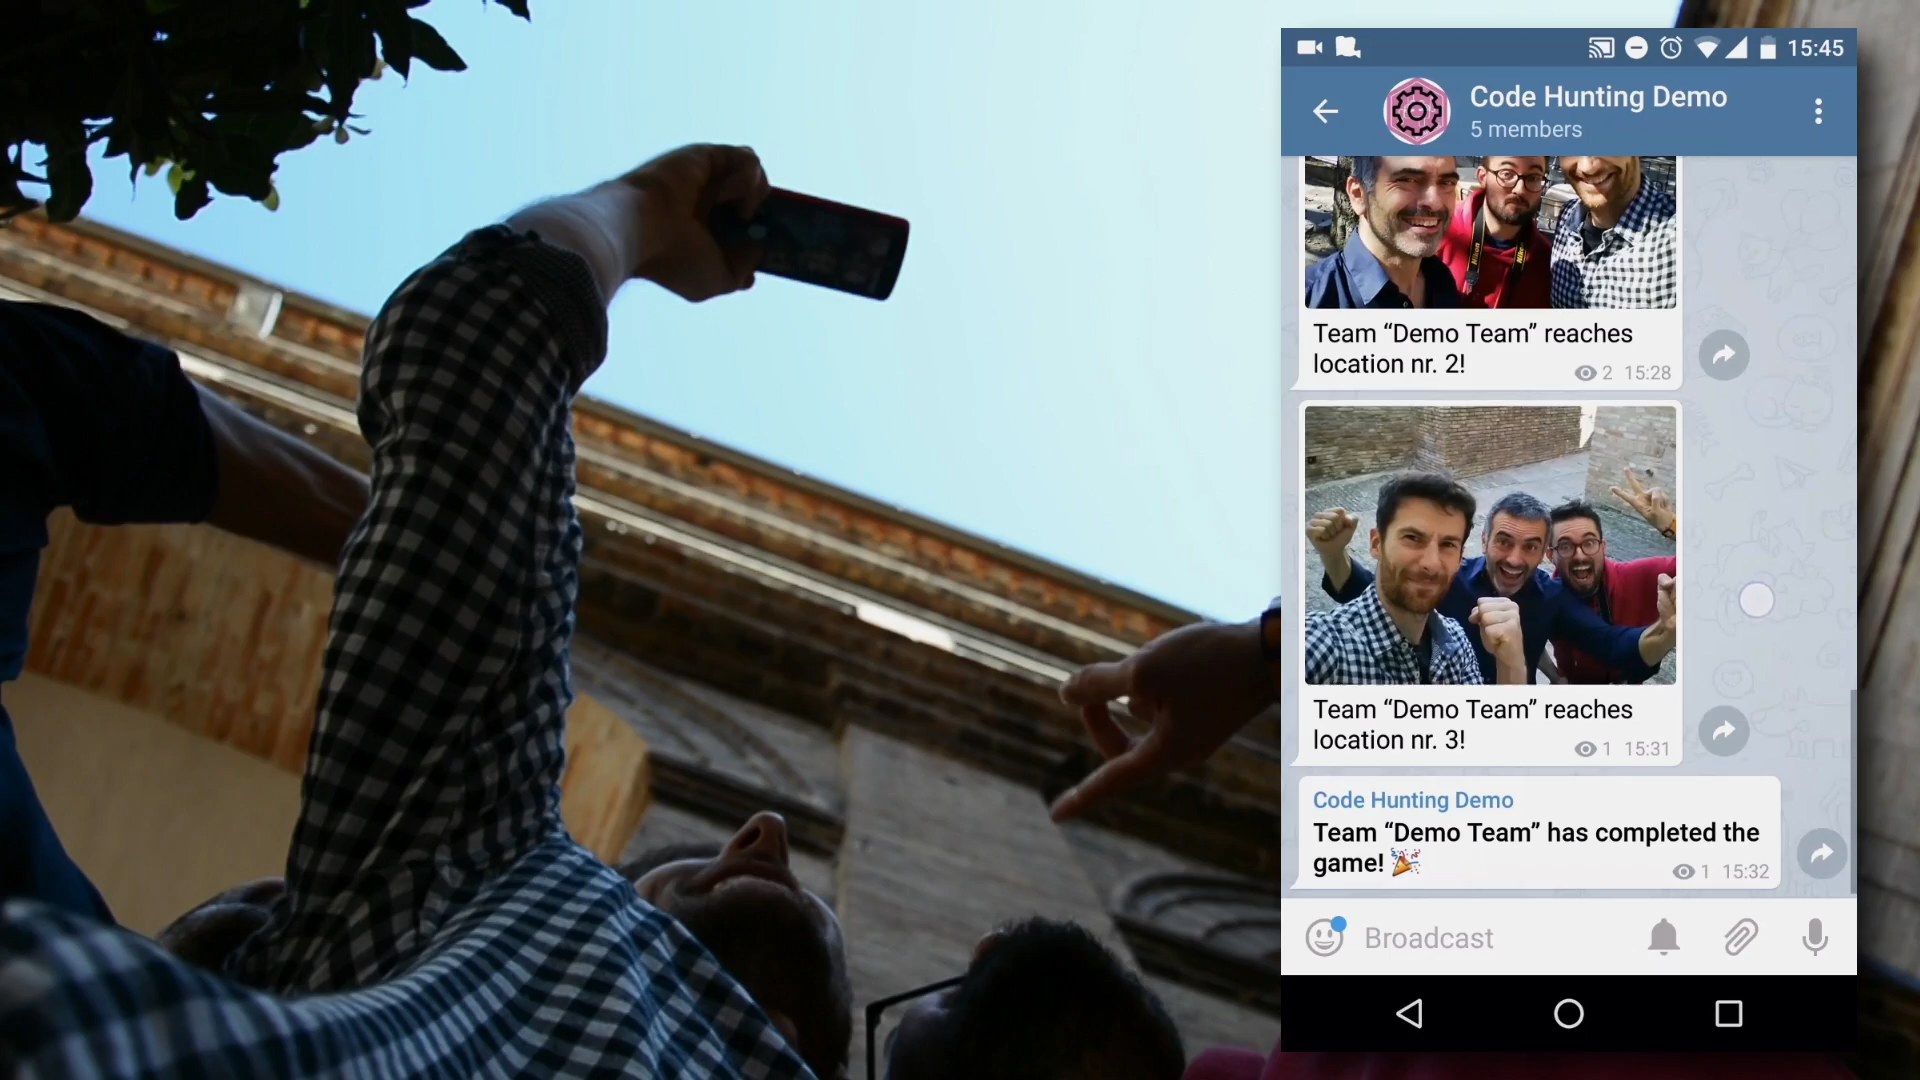 15:45
Code Hunting Demo
5 members
Nikon
Nikon
Team “Demo Team” reaches
location nr. 2!
2 15:28
Team “Demo Team” reaches
location nr. 3!
1 15:31
Code Hunting Demo
Team “Demo Team” has completed the
game! 🎉
1 15:32
Broadcast